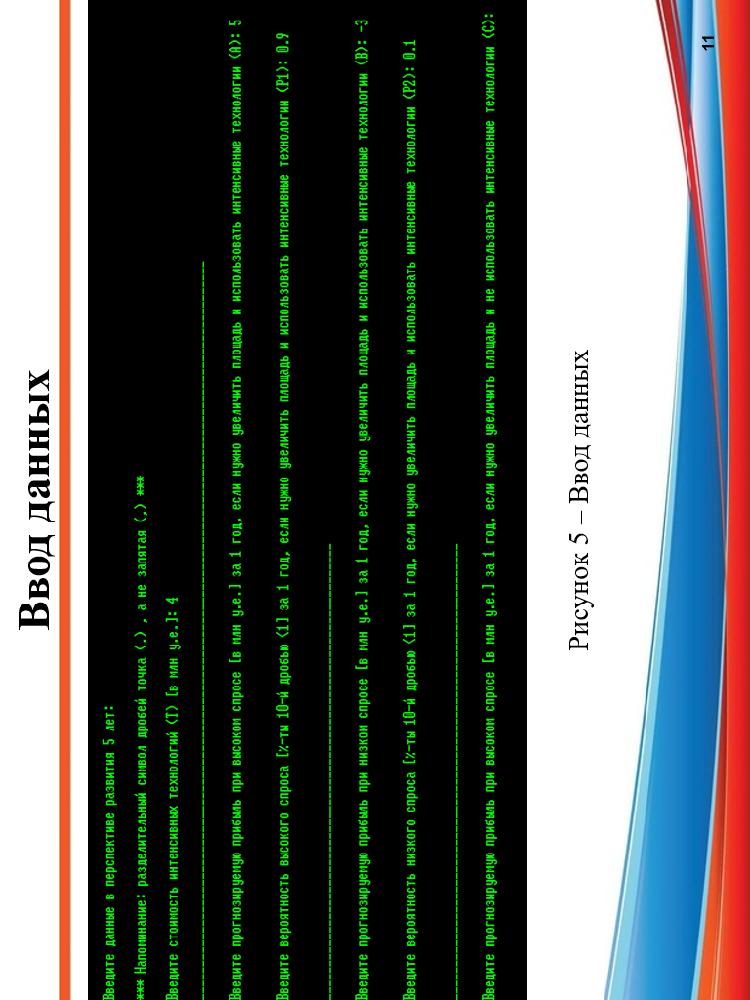 Ввод данных
Введите данные в перспективе развития 5 лет:
*** Напоминание: разделительный символ дробей точка (.) , а не запятая (,) ***
Введите стоимость интенсивных технологий (T) [в млн у.е.]: 4
Введите прогнозируемую прибыль при высоком спросе [в млн у.е.] за 1 год, если нужно увеличить площадь и использовать интенсивные технологии (A): 5
Введите вероятность высокого спроса [%-ты 10-й дробью <1] за 1 год, если нужно увеличить площадь и использовать интенсивные технологии (P1): 0.9
Введите прогнозируемую прибыль при низком спросе [в млн у.е.] за 1 год, если нужно увеличить площадь и использовать интенсивные технологии (B): -3
Введите вероятность низкого спроса [%-ты 10-й дробью <1] за 1 год, если нужно увеличить площадь и использовать интенсивные технологии (P2): 0.1
Введите прогнозируемую прибыль при высоком спросе [в млн у.е.] за 1 год, если нужно увеличить площадь и не использовать интенсивные технологии (C):
Рисунок 5 – Ввод данных
11